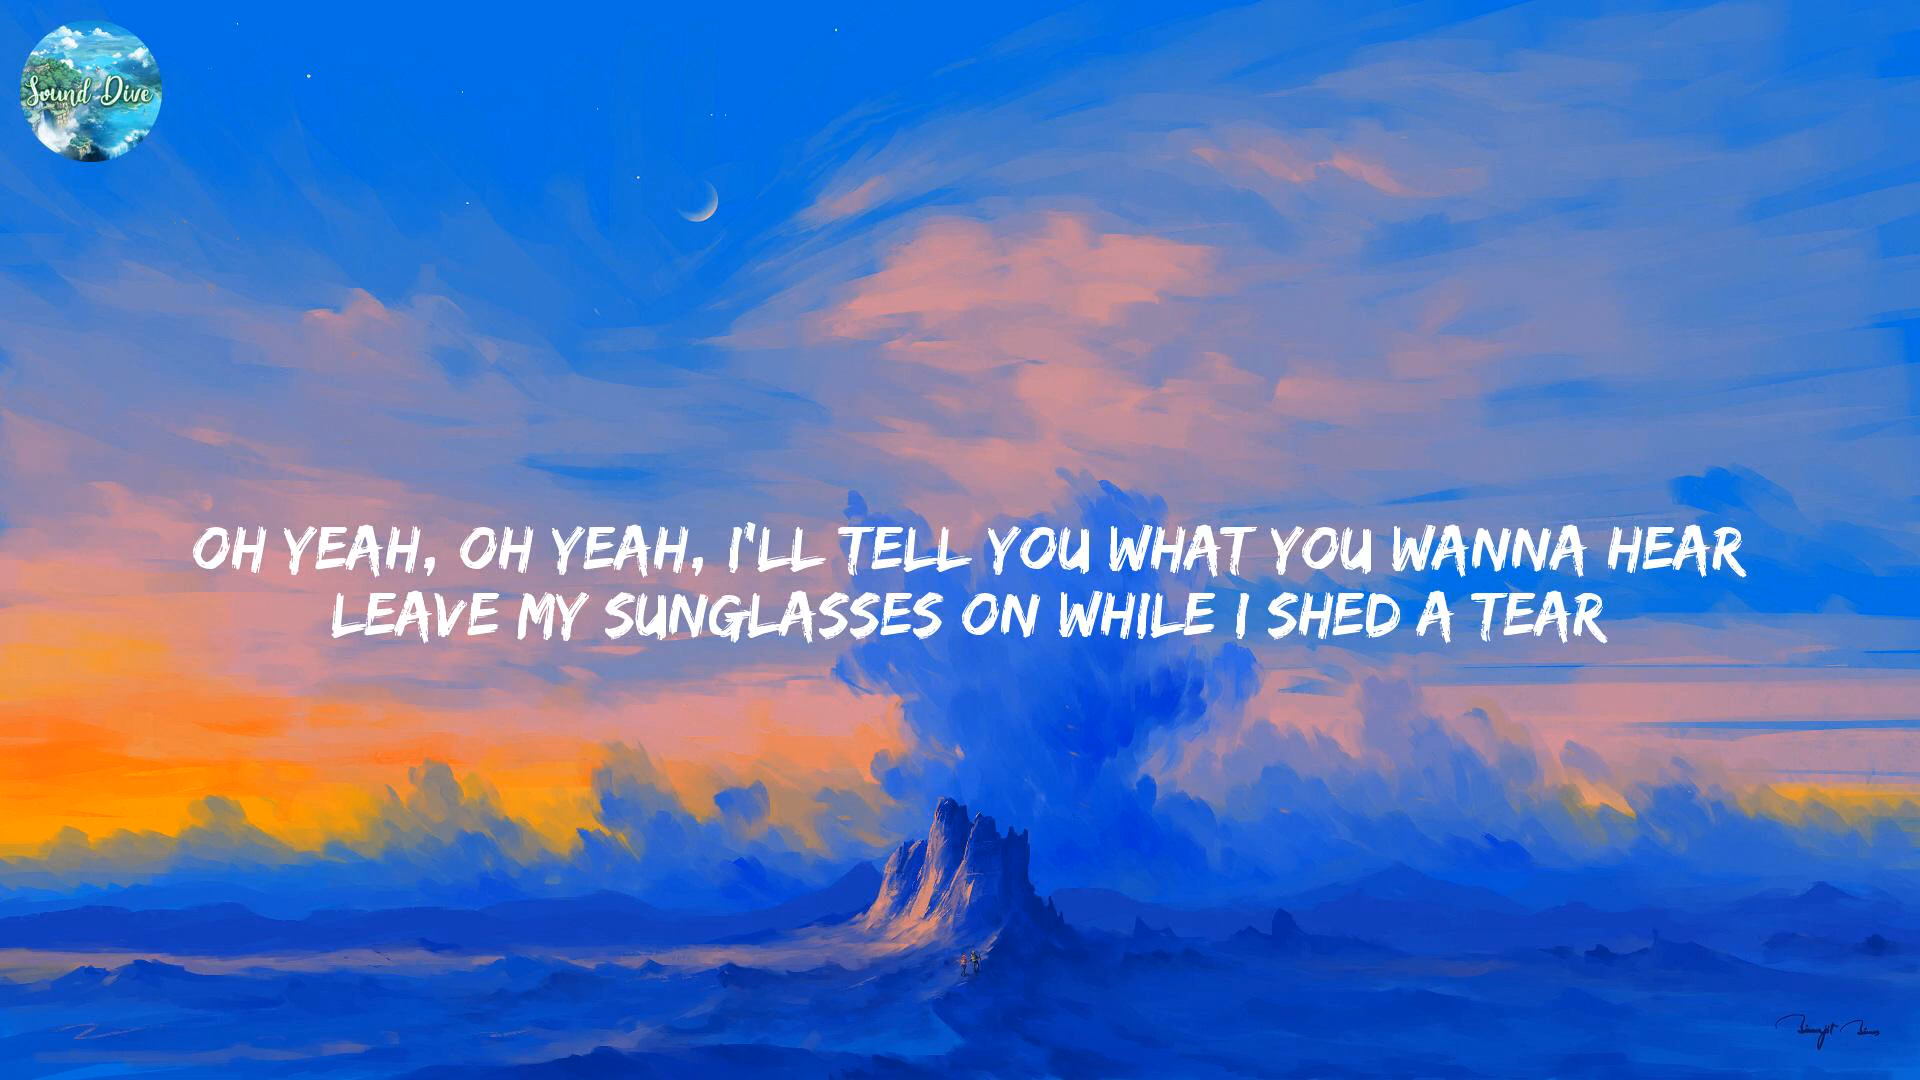 Sound Dive
OH YEAH, OH YEAH, I'LL TELL YOU WHAT YOU WANNA HEAR
LEAVE MY SUNGLASSES ON WHILE I SHED A TEAR